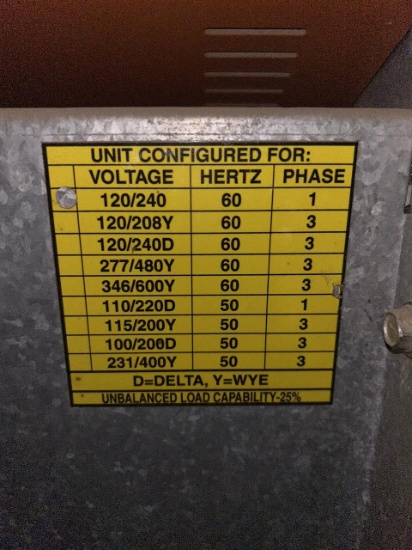 UNIT CONFIGURED FOR:
VOLTAGE HERTZ PHASE
120/240 60 1
120/208Y 60 3
120/240D 60 3
277/480Y 60 3
346/600Y 60 3
110/220D 50 1
115/200Y 50 3
100/200D 50 3
231/400Y 50 3
D=DELTA, Y=WYE
UNBALANCED LOAD CAPABILITY-25%